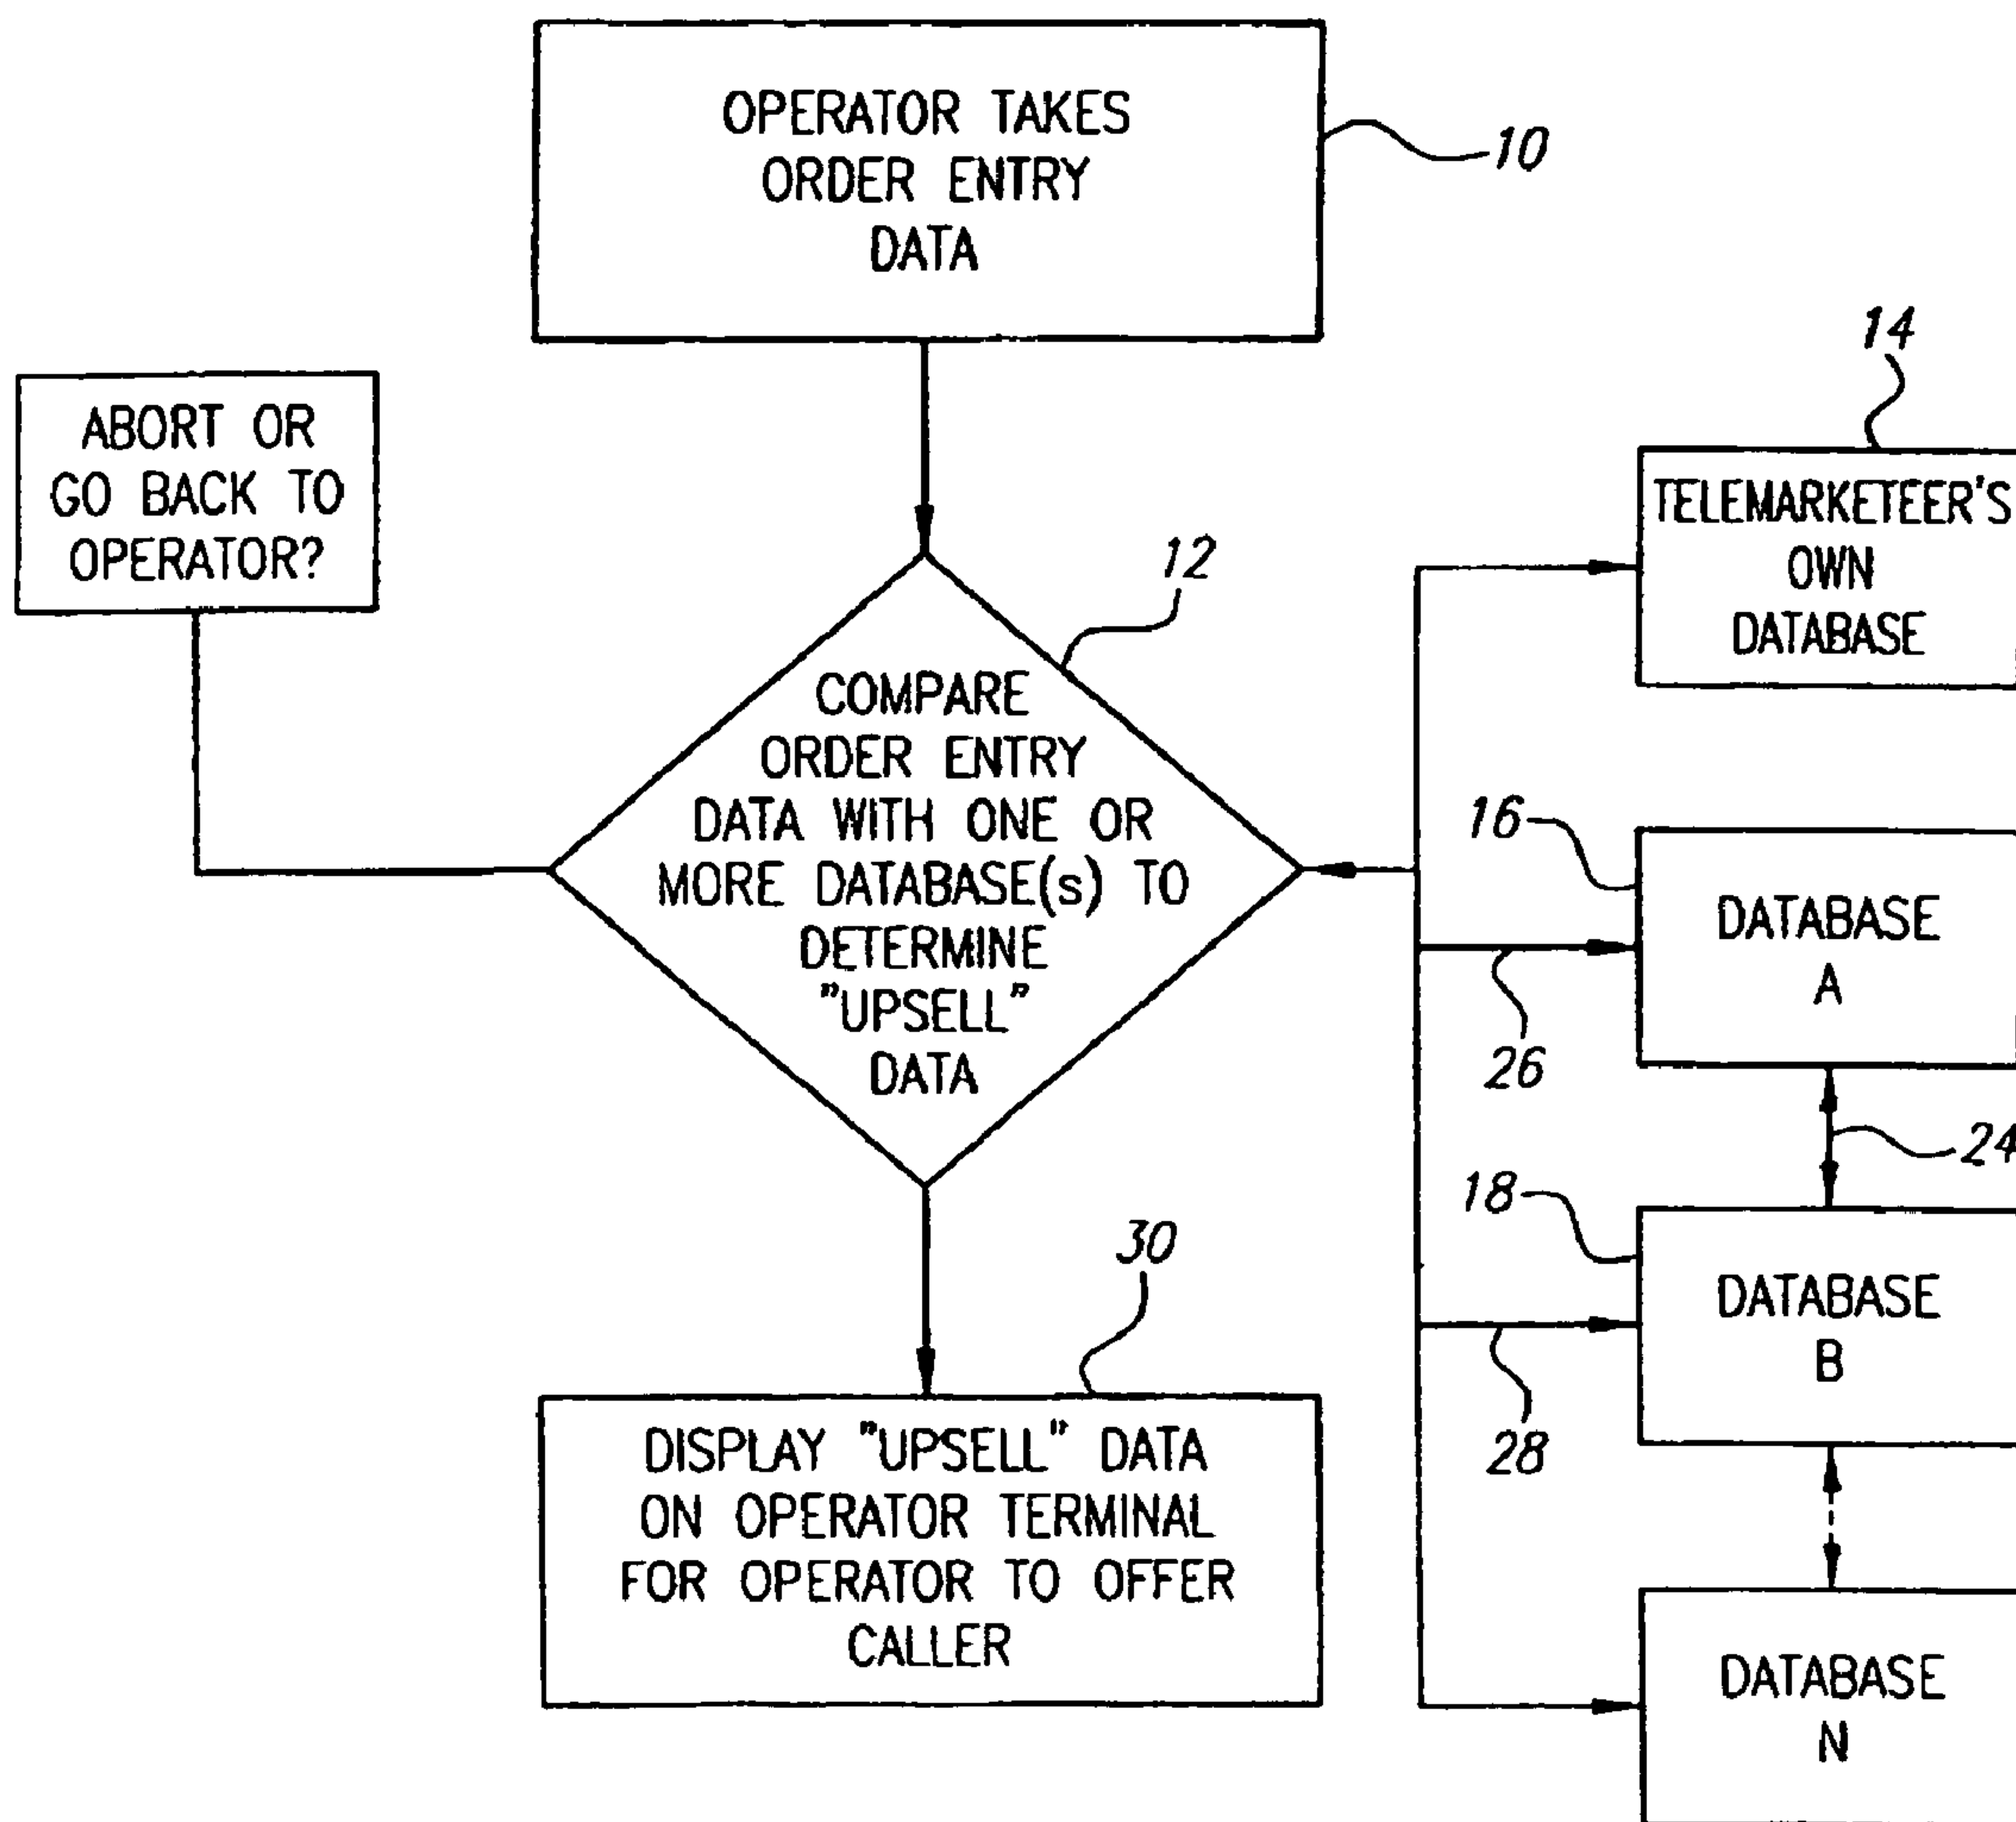 OPERATOR TAKES
ORDER ENTRY
DATA
10
ABORT OR
GO BACK TO
OPERATOR?
12
COMPARE
ORDER ENTRY
DATA WITH ONE OR
MORE DATABASE(s) TO
DETERMINE
"UPSELL"
DATA
14
TELEMARKETEER'S
OWN
DATABASE
16
DATABASE
A
26
24
18
DATABASE
B
28
30
DISPLAY "UPSELL" DATA
ON OPERATOR TERMINAL
FOR OPERATOR TO OFFER
CALLER
DATABASE
N